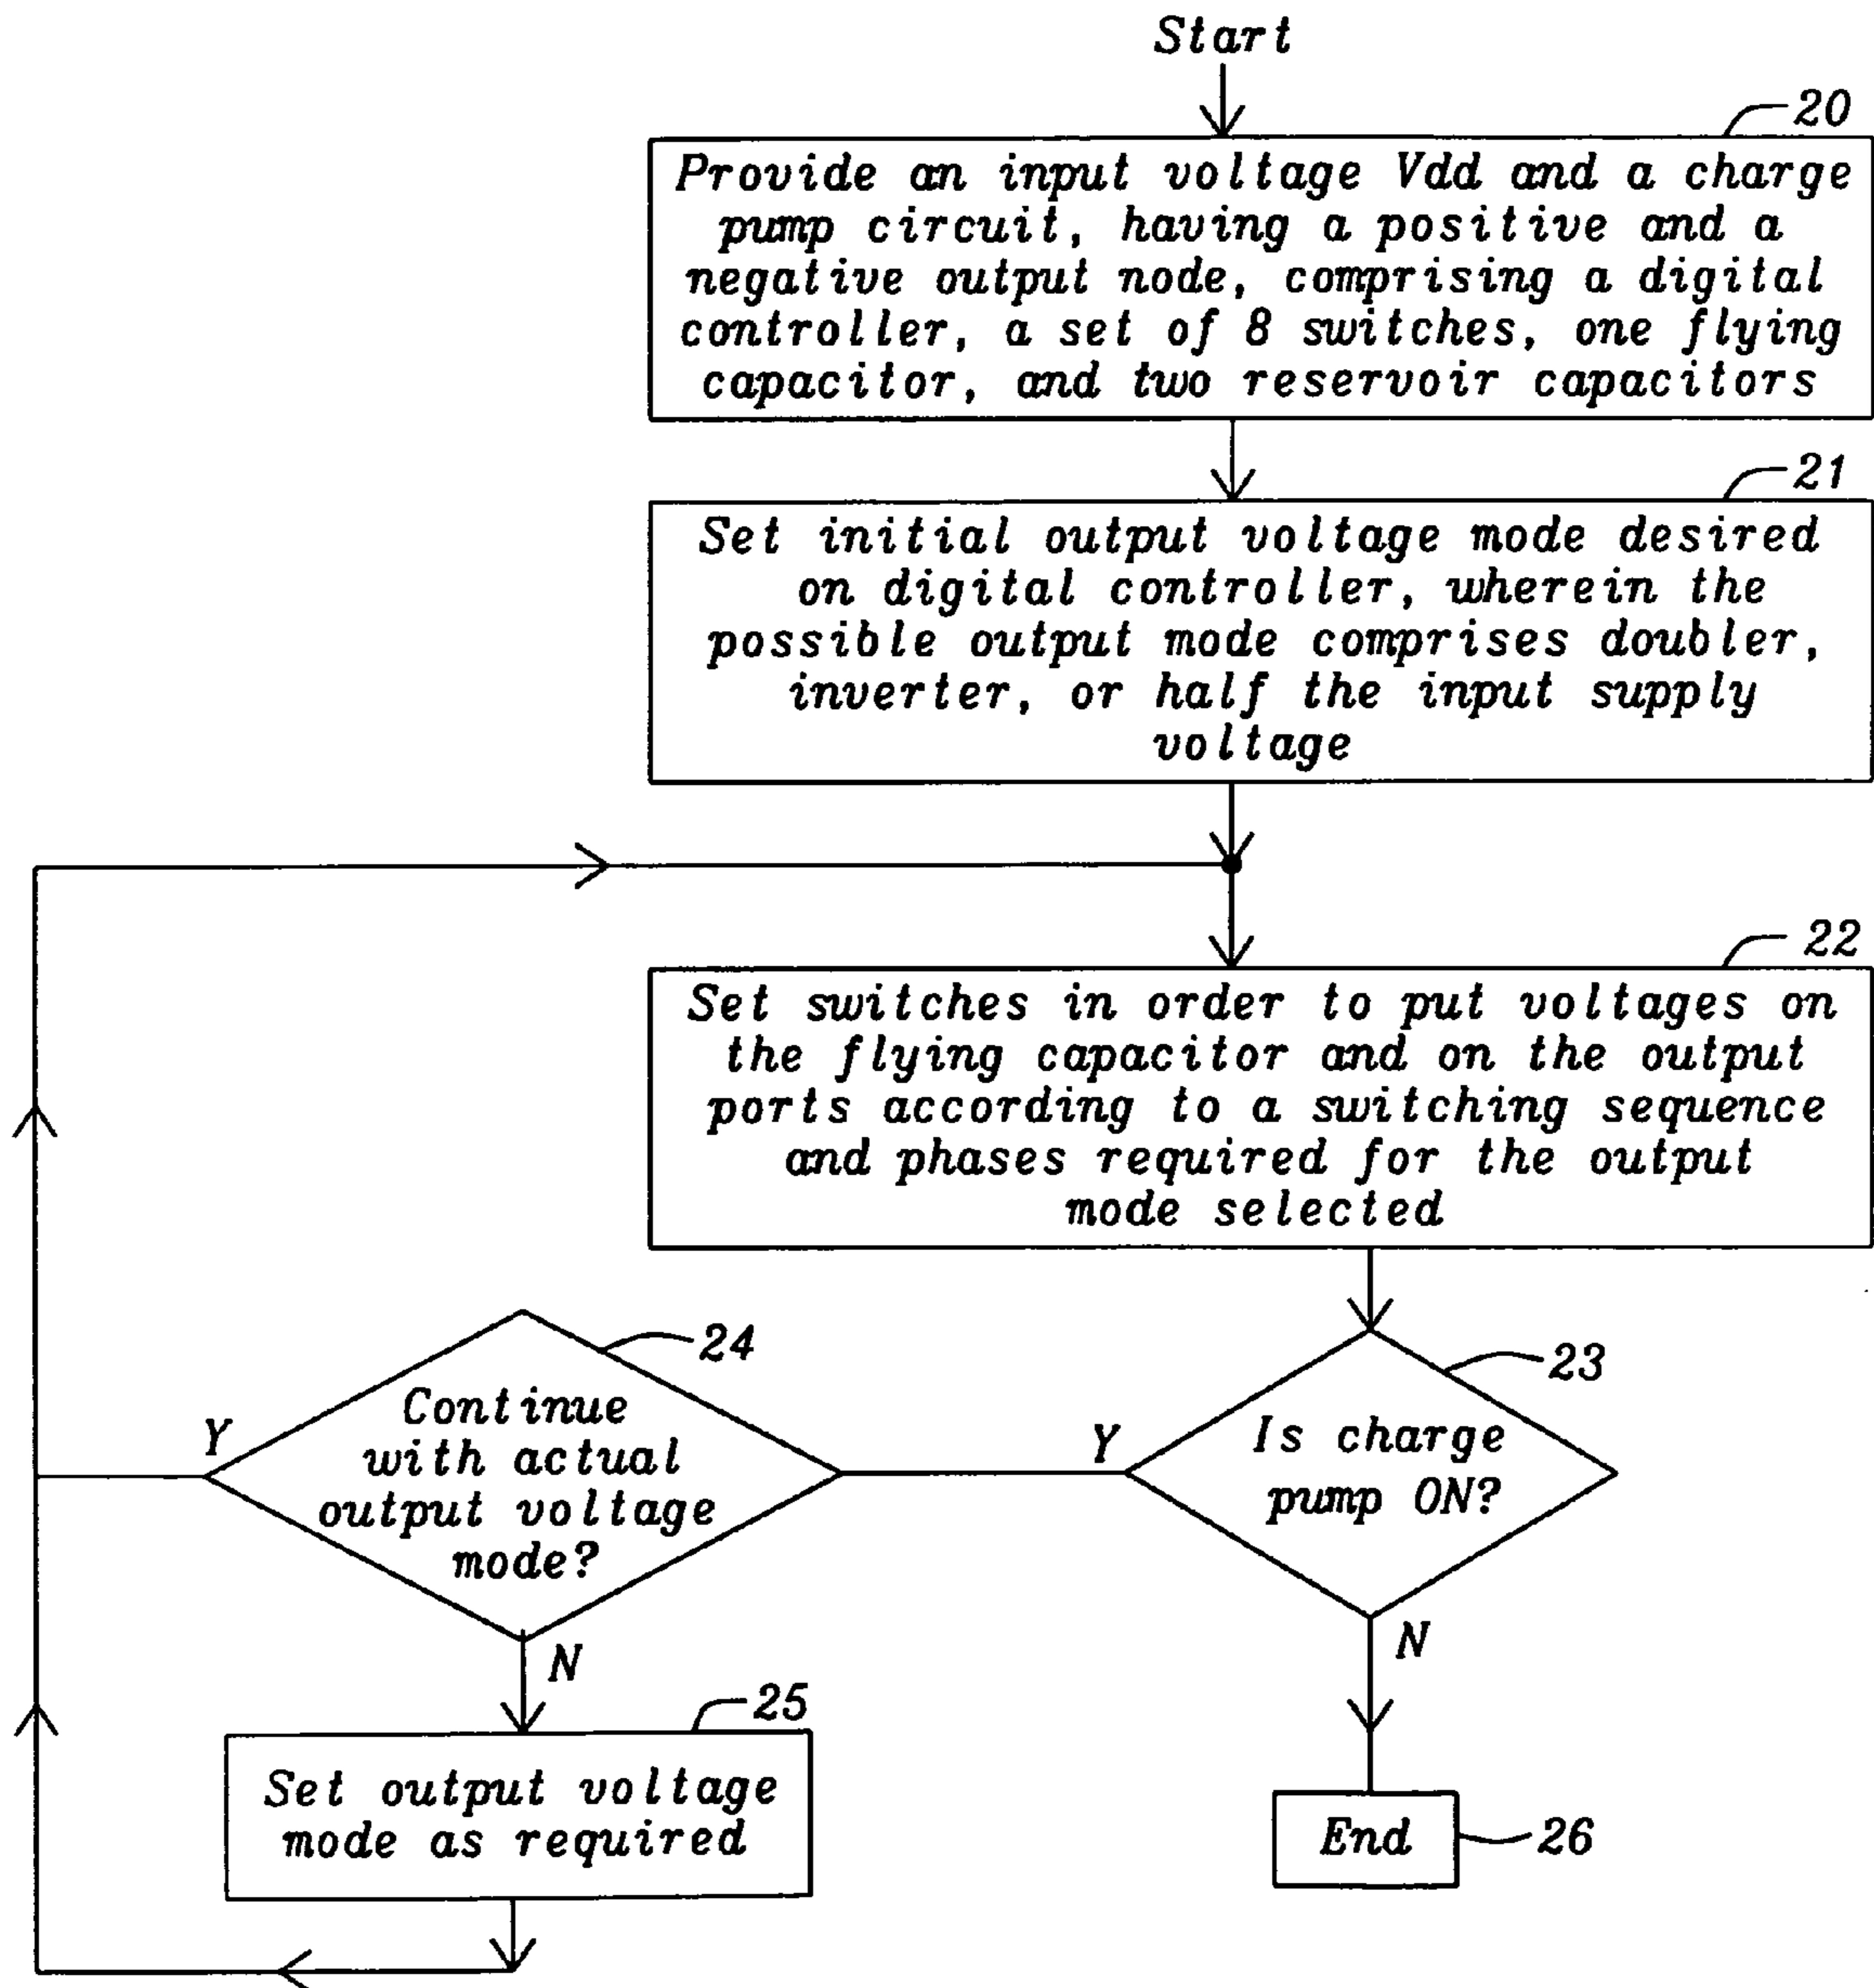 Start
20
Provide an input voltage Vdd and a charge
pump circuit, having a positive and a
negative output node, comprising a digital
controller, a set of 8 switches, one flying
capacitor, and two reservoir capacitors
21
Set initial output voltage mode desired
on digital controller, wherein the
possible output mode comprises doubler,
inverter, or half the input supply
voltage
22
Set switches in order to put voltages on
the flying capacitor and on the output
ports according to a switching sequence
and phases required for the output
mode selected
23
Is charge
pump ON?
Y
N
24
Continue
with actual
output voltage
mode?
Y
N
25
Set output voltage
mode as required
End
26